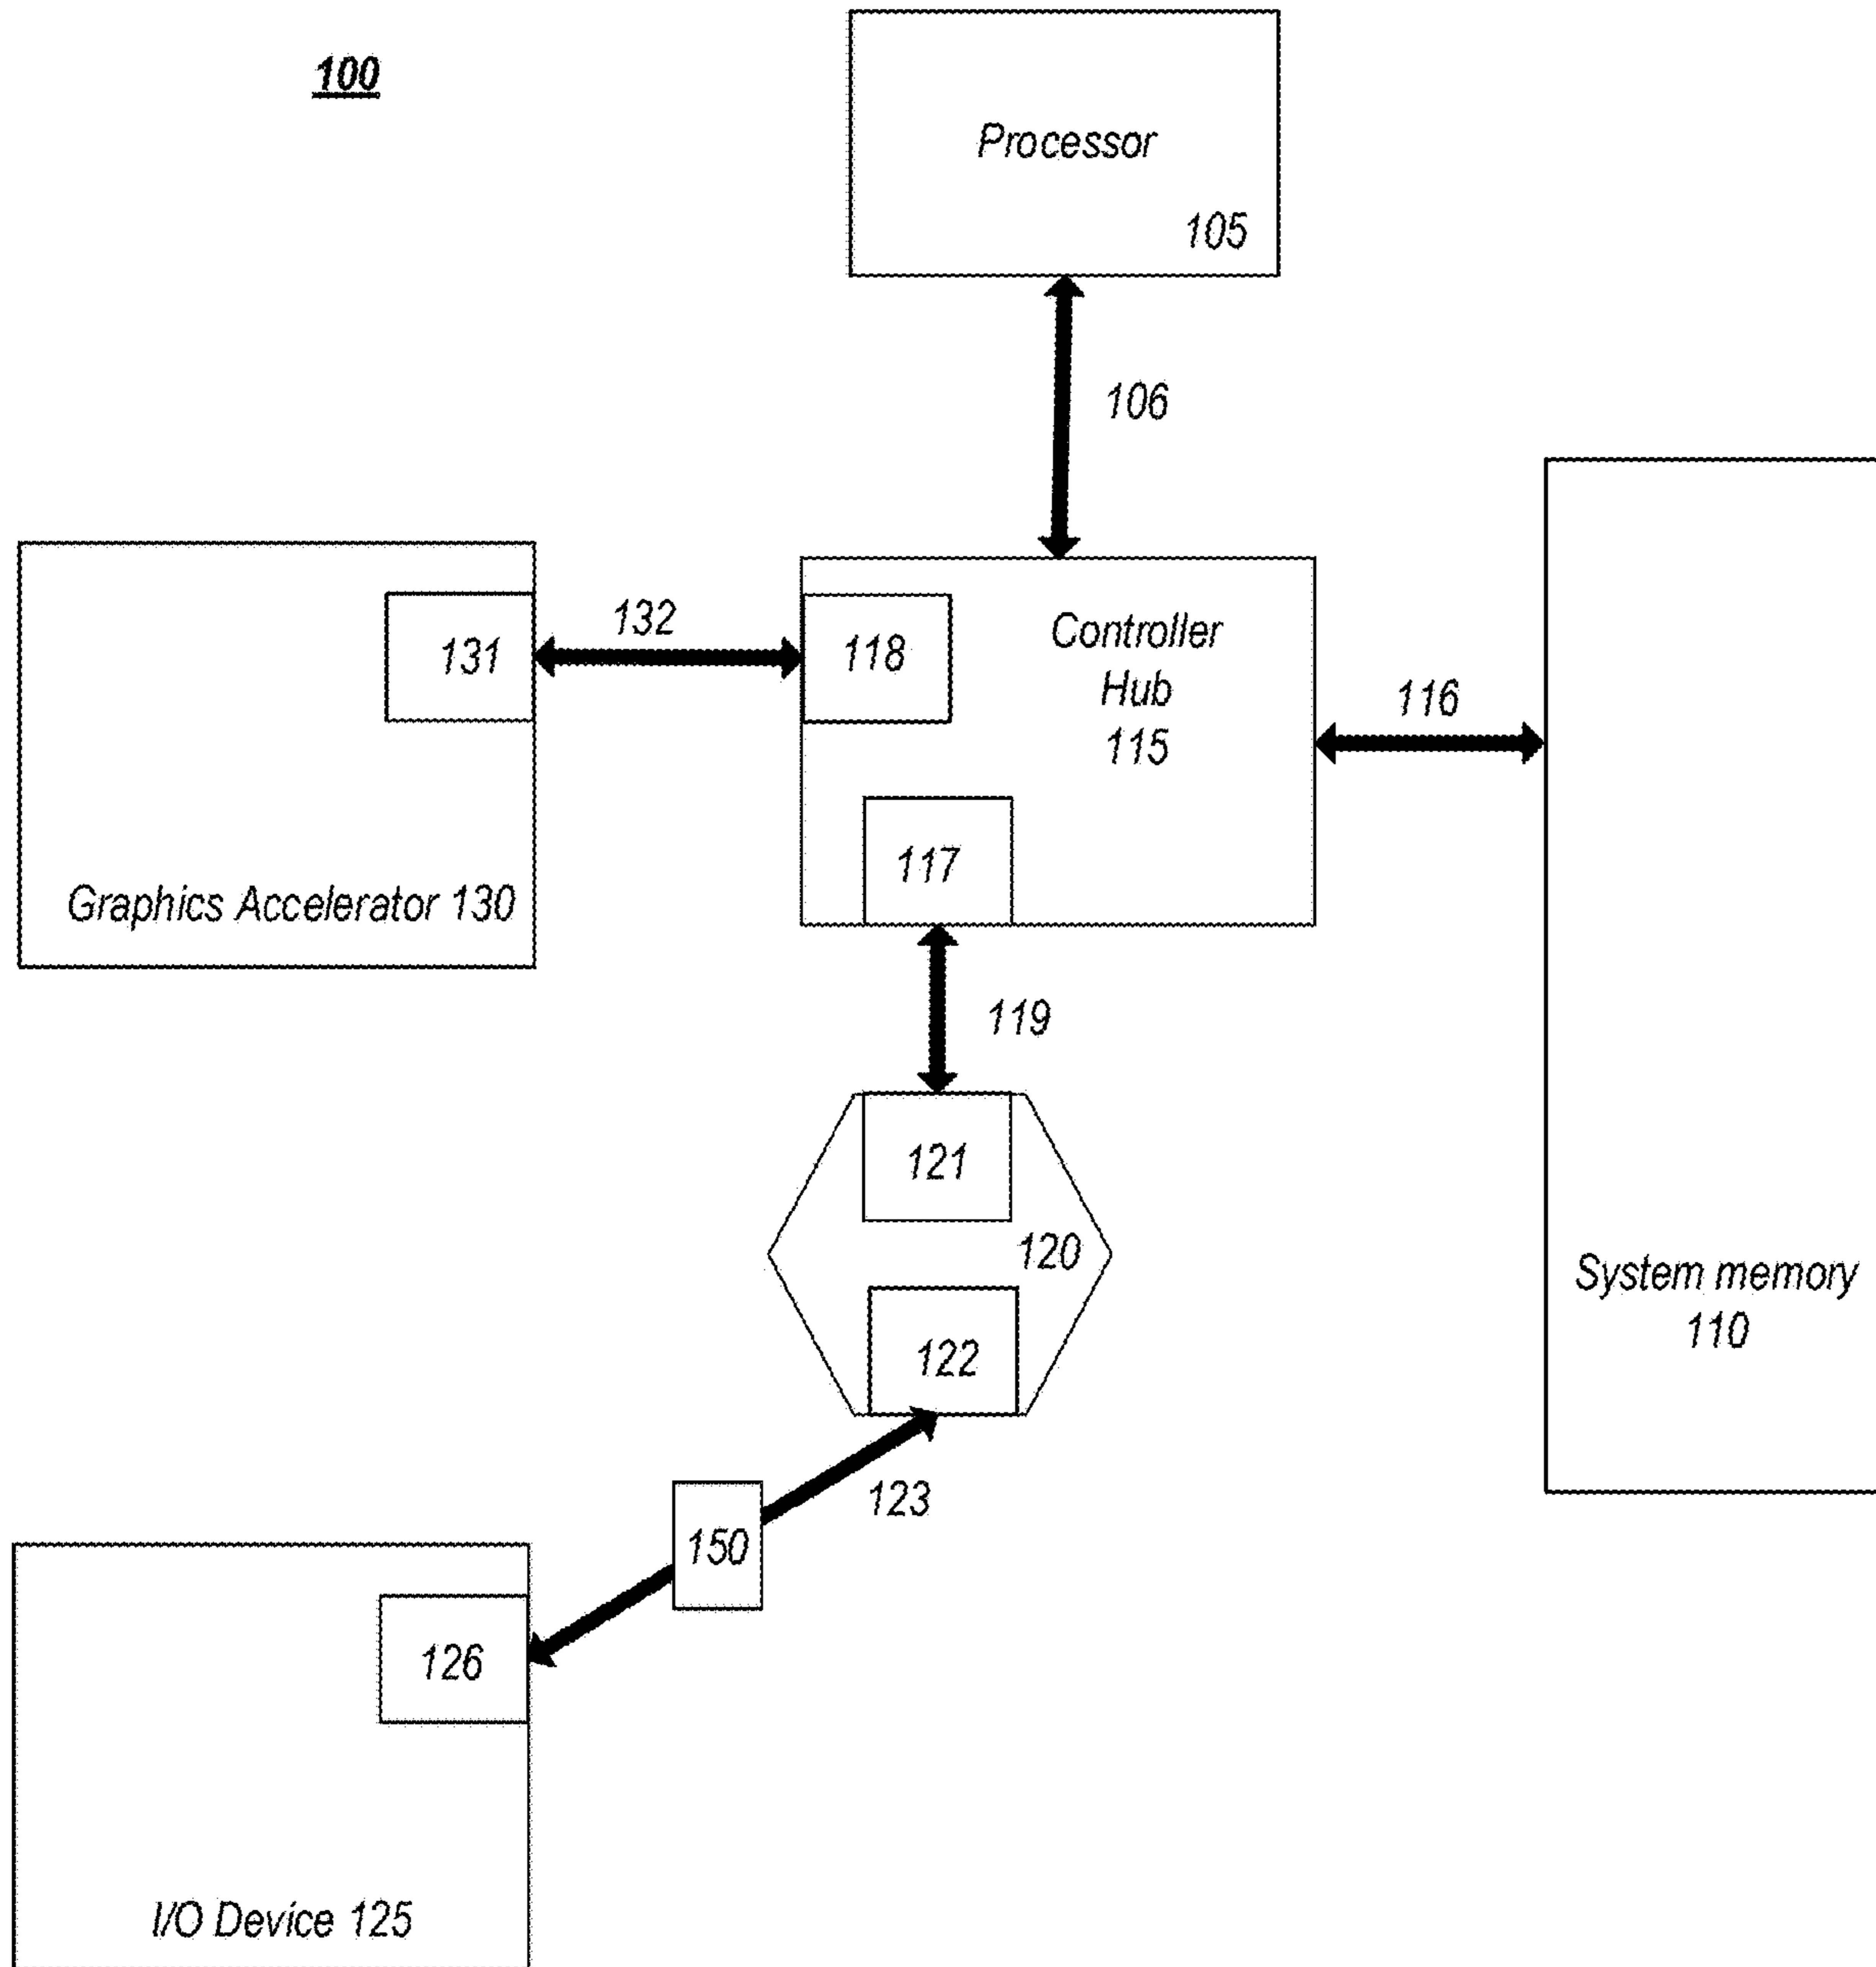 100
Processor
105
106
132
131
118
Controller
Hub
115
116
117
Graphics Accelerator 130
119
121
120
System memory
110
122
123
150
126
I/O Device 125